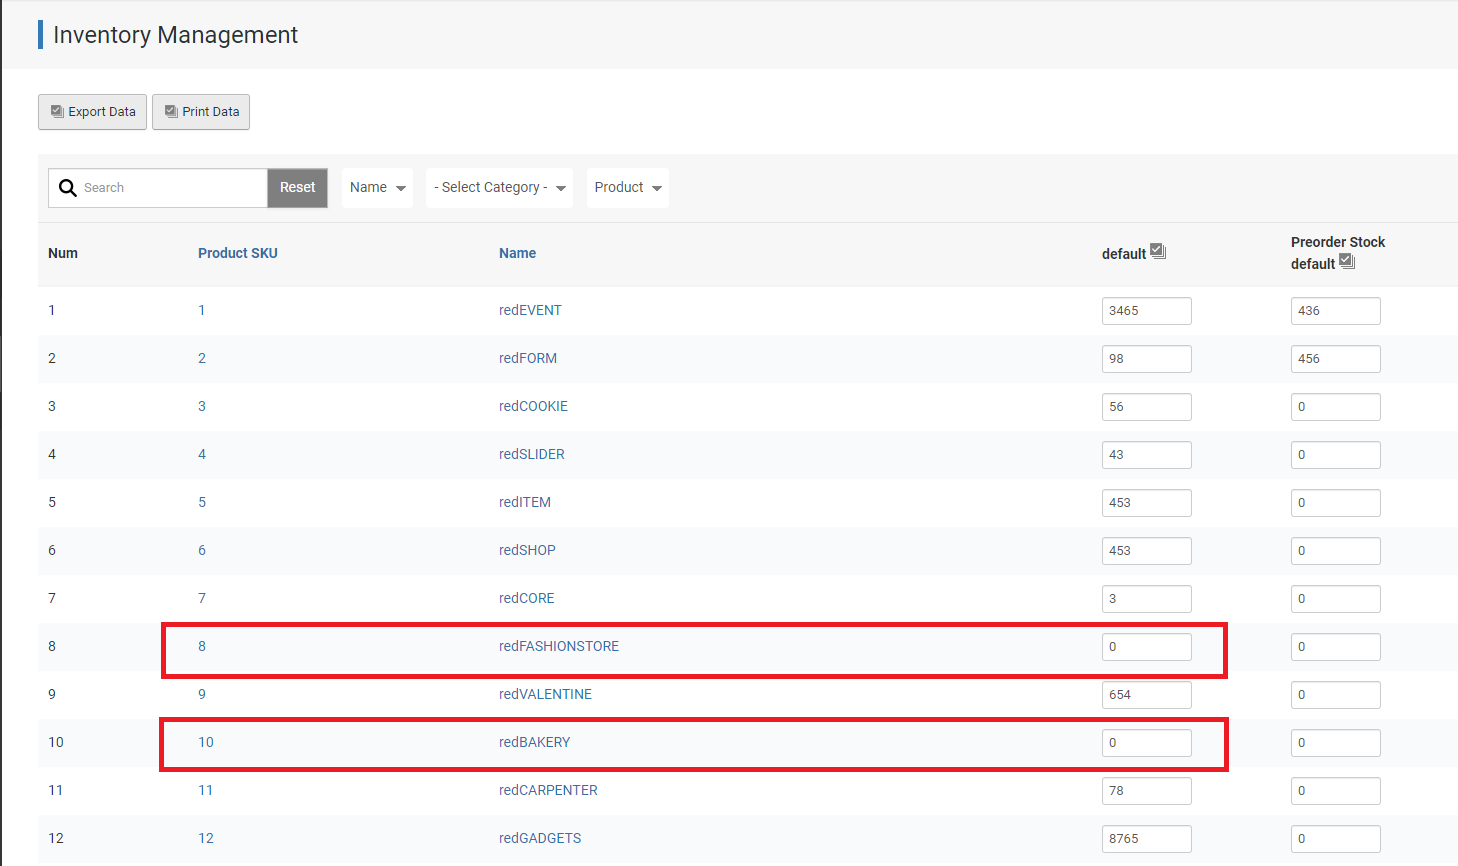 Inventory Management
Export Data Print Data
Search Reset Name - Select Category - Product
Num Product SKU Name default Preorder Stock default
1 1 redEVENT 3465 436
2 2 redFORM 98 456
3 3 redCOOKIE 56 0
4 4 redSLIDER 43 0
5 5 redITEM 453 0
6 6 redSHOP 453 0
7 7 redCORE 3 0
8 8 redFASHIONSTORE 0 0
9 9 redVALENTINE 654 0
10 10 redBAKERY 0 0
11 11 redCARPENTER 78 0
12 12 redGADGETS 8765 0